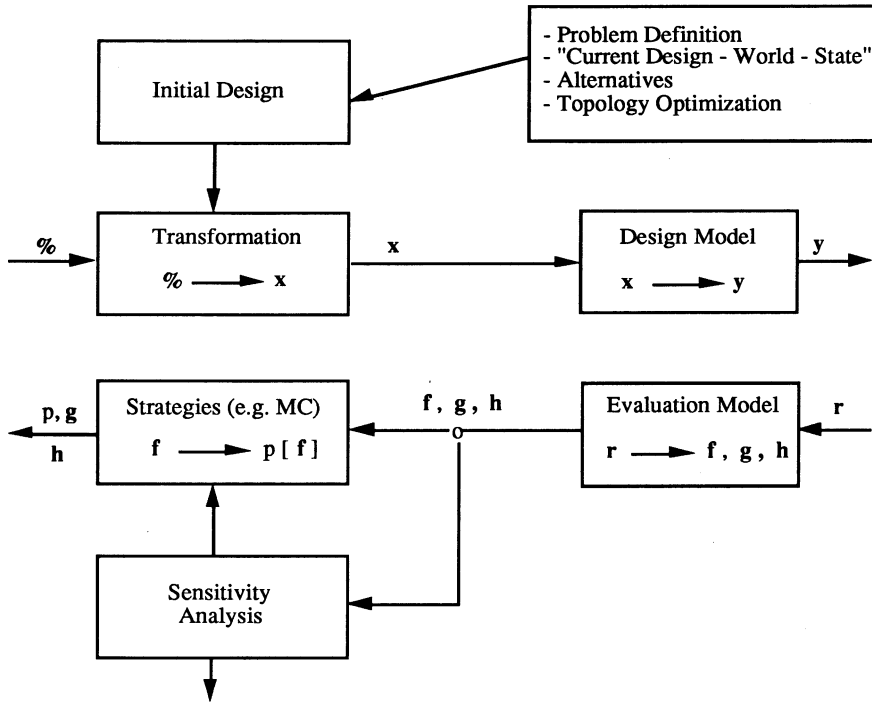 - Problem Definition
- "Current Design - World - State"
- Alternatives
- Topology Optimization
Initial Design
%
Transformation
% x
x
Design Model
x y
y
p, g
h
Strategies (e.g. MC)
f p [ f ]
f , g , h
o
Evaluation Model
r f , g , h
r
Sensitivity
Analysis